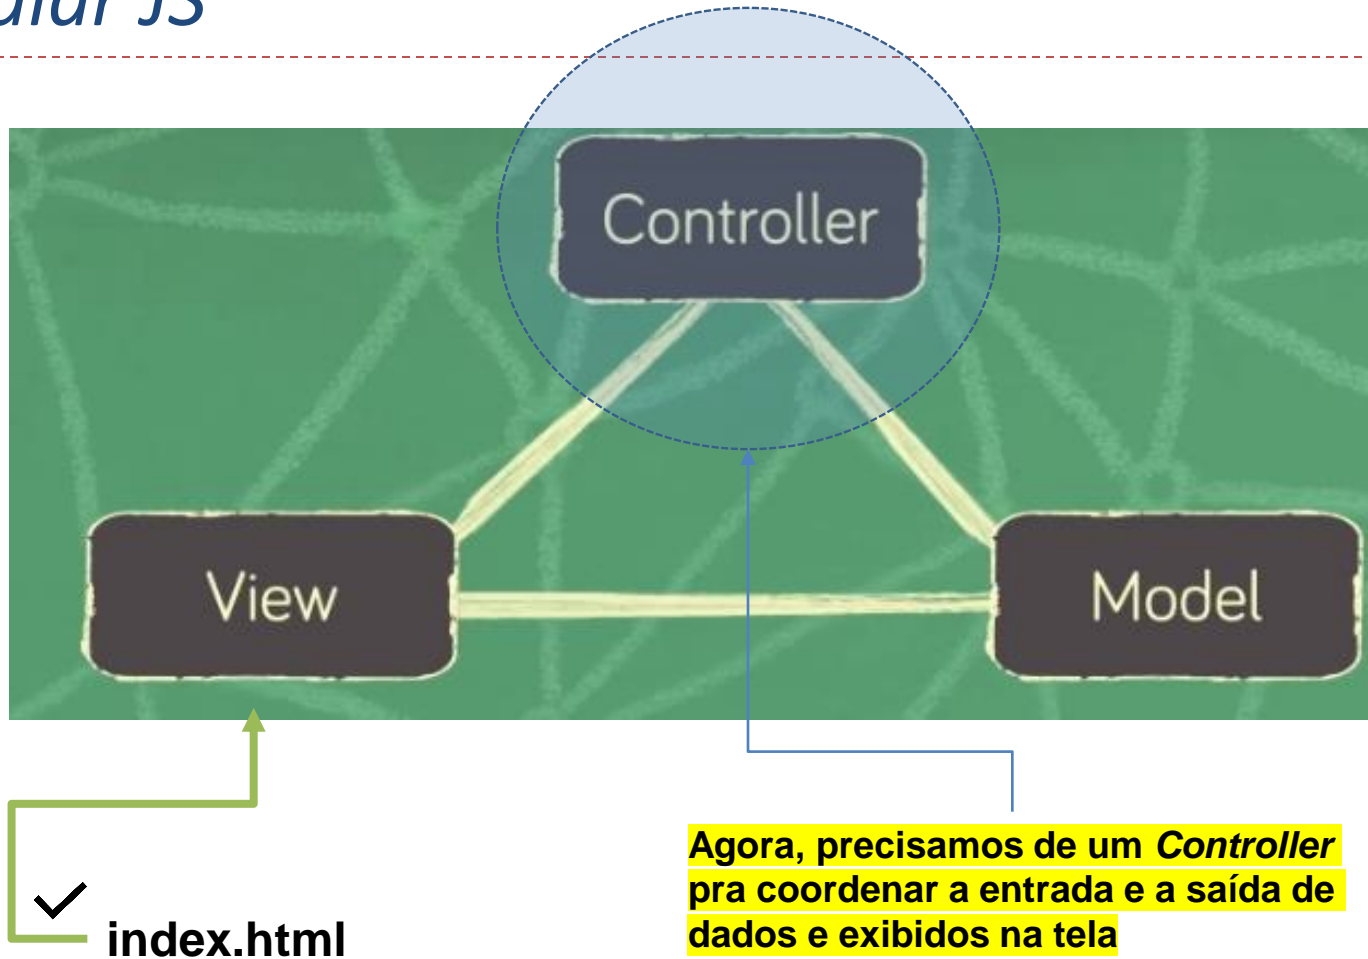 JS
Controller
View
Model
Agora, precisamos de um Controller
pra coordenar a entrada e a saída de
dados e exibidos na tela
index.html